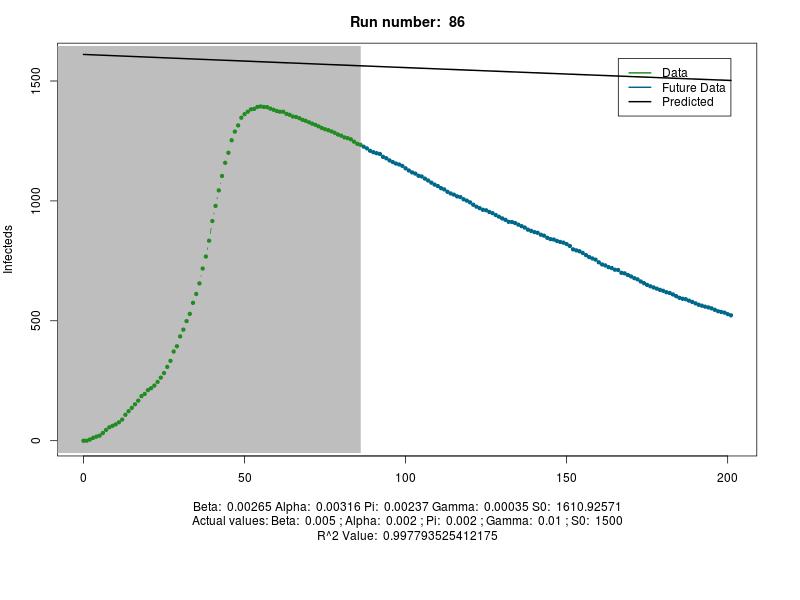 Run number:  86
Data
Future Data
Predicted
Infecteds
1500
1000
500
0
0
50
100
150
200
Beta: 0.00265 Alpha: 0.00316 Pi: 0.00237 Gamma: 0.00035 S0: 1610.92571
Actual values: Beta: 0.005 ; Alpha: 0.002 ; Pi: 0.002 ; Gamma: 0.01 ; S0: 1500
R^2 Value: 0.997793525412175